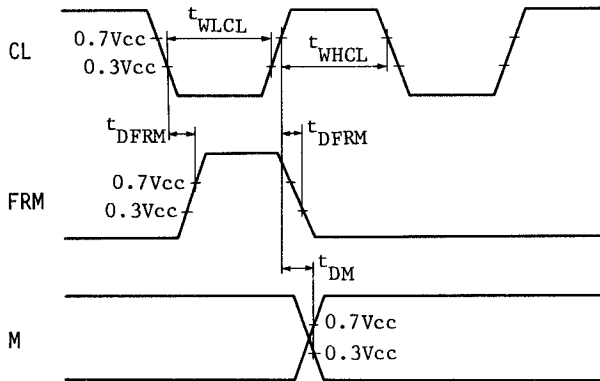 tWLCL
0.7Vcc
CL
tWHCL
0.3Vcc
tDFRM
tDFRM
0.7Vcc
FRM
0.3Vcc
tDM
0.7Vcc
M
0.3Vcc